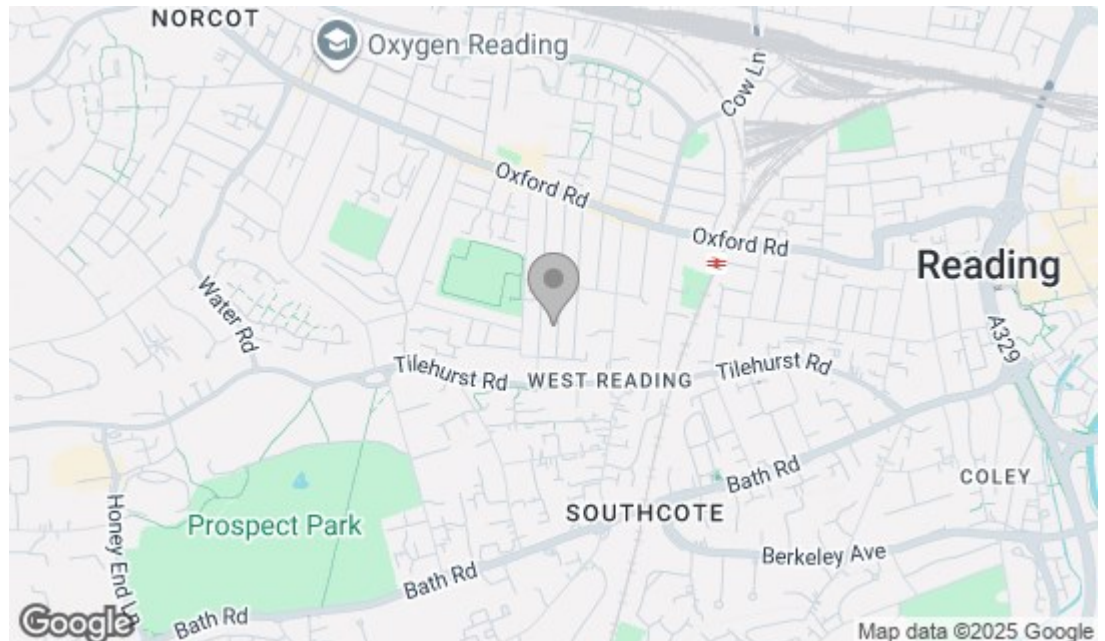 NORCOT
Oxygen Reading
Cow Ln
Oxford Rd
Oxford Rd
Reading
Water Rd
A329
Tilehurst Rd
WEST READING
Tilehurst Rd
Bath Rd
COLEY
Honey End Ln
Prospect Park
SOUTHCOTE
Berkeley Ave
Bath Rd
Bath Rd
Google
Map data ©2025 Google